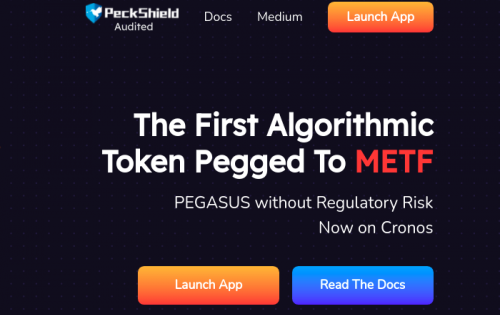 PeckShield
Audited
Docs
Medium
Launch App
The First Algorithmic
Token Pegged To METF
PEGASUS without Regulatory Risk
Now on Cronos
Launch App
Read The Docs